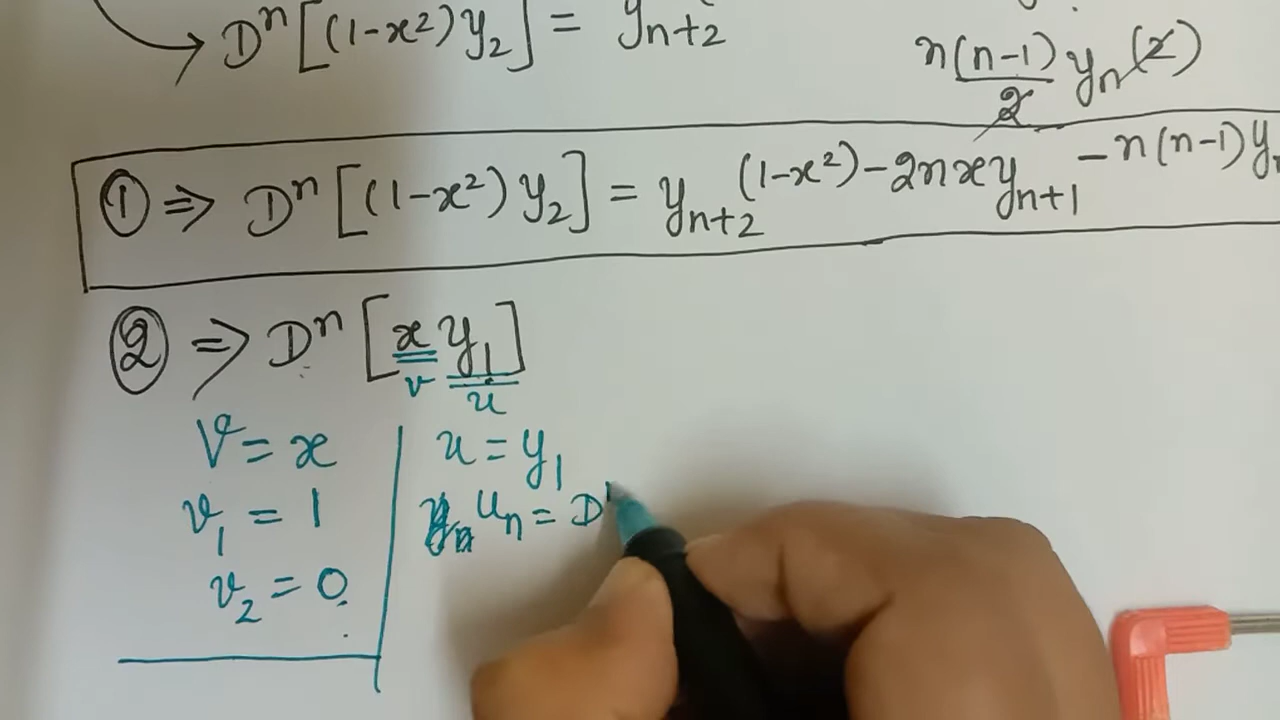 Dⁿ[(1-x²)y₂] = yₙ₊₂
n(n-1)/2 yₙ(2)
① ⇒ Dⁿ[(1-x²)y₂] = yₙ₊₂(1-x²) - 2nxyₙ₊₁ - n(n-1)yₙ
② ⇒ Dⁿ[x y₁]
v u
V = x
v₁ = 1
v₂ = 0
u = y₁
uₙ = D